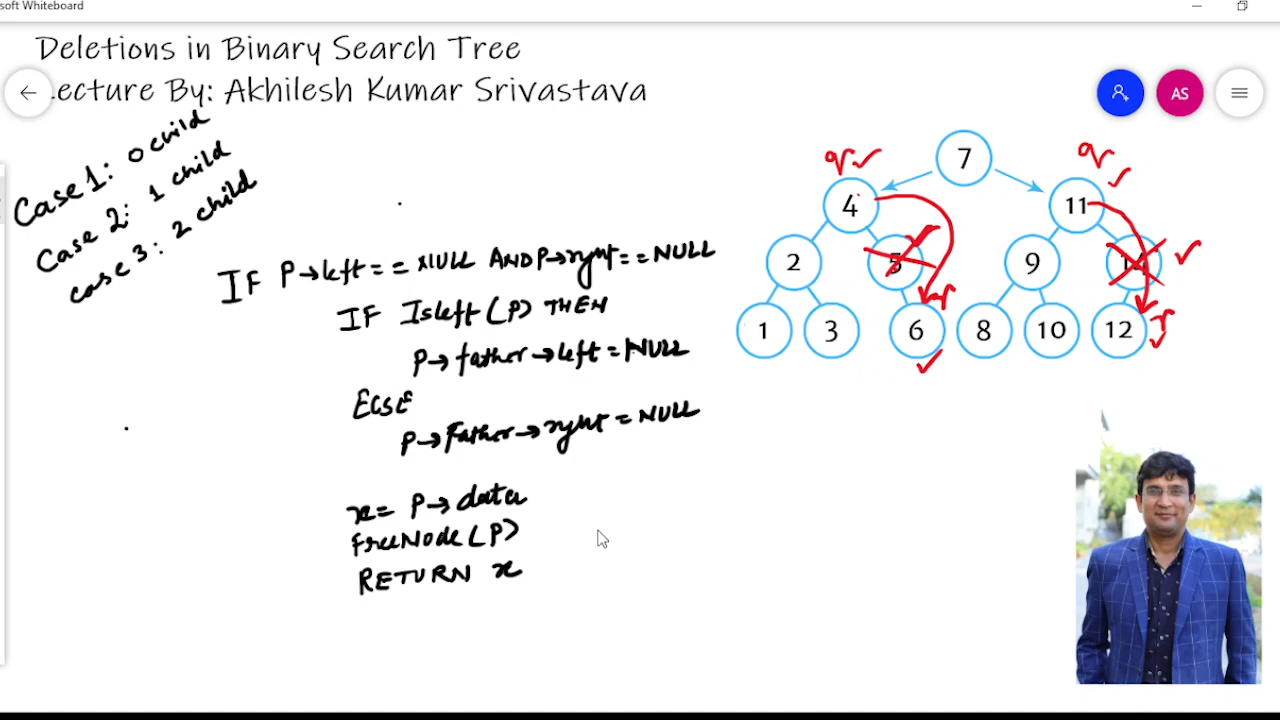 soft Whiteboard
Deletions in Binary Search Tree
Lecture By: Akhilesh Kumar Srivastava
AS
Case 1: 0 child
Case 2: 1 child
Case 3: 2 child
IF P→left == NULL AND P→right == NULL
IF Isleft(P) THEN
P→father→left = NULL
ELSE
P→Father→right = NULL
x = P→data
FreeNode(P)
RETURN x
7
q
q
4
11
2
5
9
14
r
r
1
3
6
8
10
12